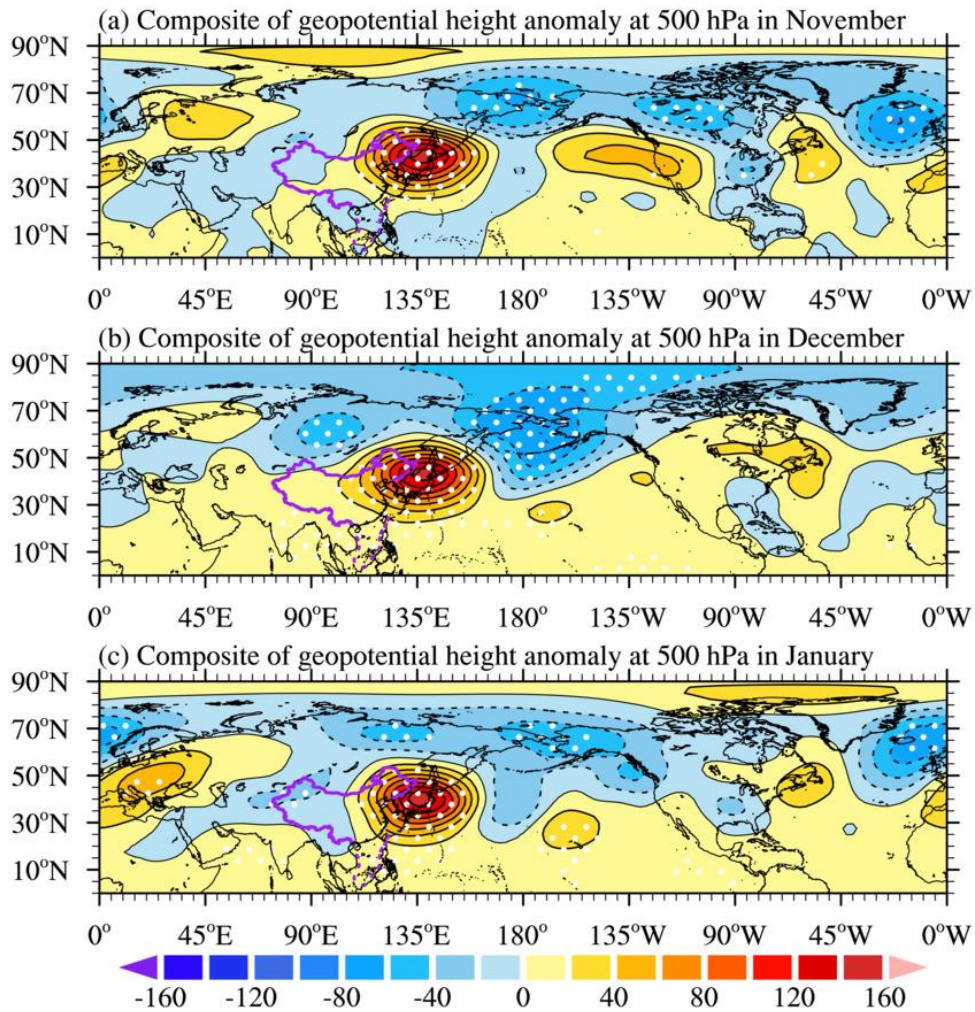 (a) Composite of geopotential height anomaly at 500 hPa in November
90°N
70°N
50°N
30°N
10°N
0° 45°E 90°E 135°E 180° 135°W 90°W 45°W 0°W
(b) Composite of geopotential height anomaly at 500 hPa in December
90°N
70°N
50°N
30°N
10°N
0° 45°E 90°E 135°E 180° 135°W 90°W 45°W 0°W
(c) Composite of geopotential height anomaly at 500 hPa in January
90°N
70°N
50°N
30°N
10°N
0° 45°E 90°E 135°E 180° 135°W 90°W 45°W 0°W
-160 -120 -80 -40 0 40 80 120 160